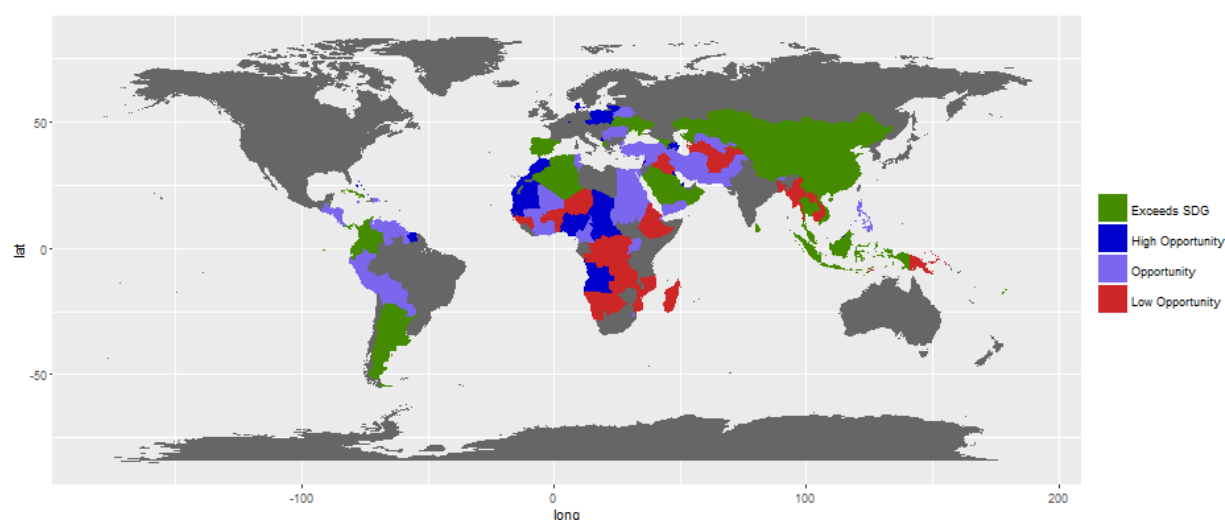 50
0
-50
lat
-100
0
100
200
long
Exceeds SDG
High Opportunity
Opportunity
Low Opportunity